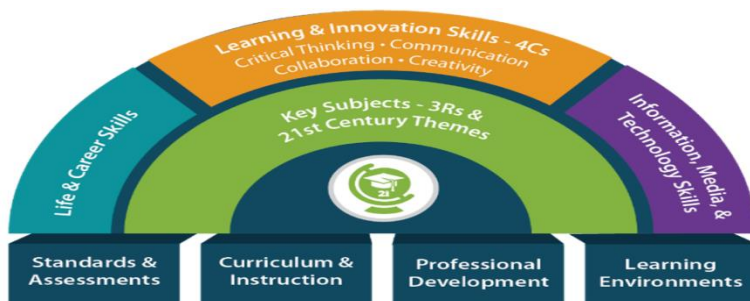 Learning & Innovation Skills - 4Cs
Critical Thinking • Communication
Collaboration • Creativity
Life & Career Skills
Key Subjects - 3Rs &
21st Century Themes
Information, Media, &
Technology Skills
21
Standards &
Assessments
Curriculum &
Instruction
Professional
Development
Learning
Environments